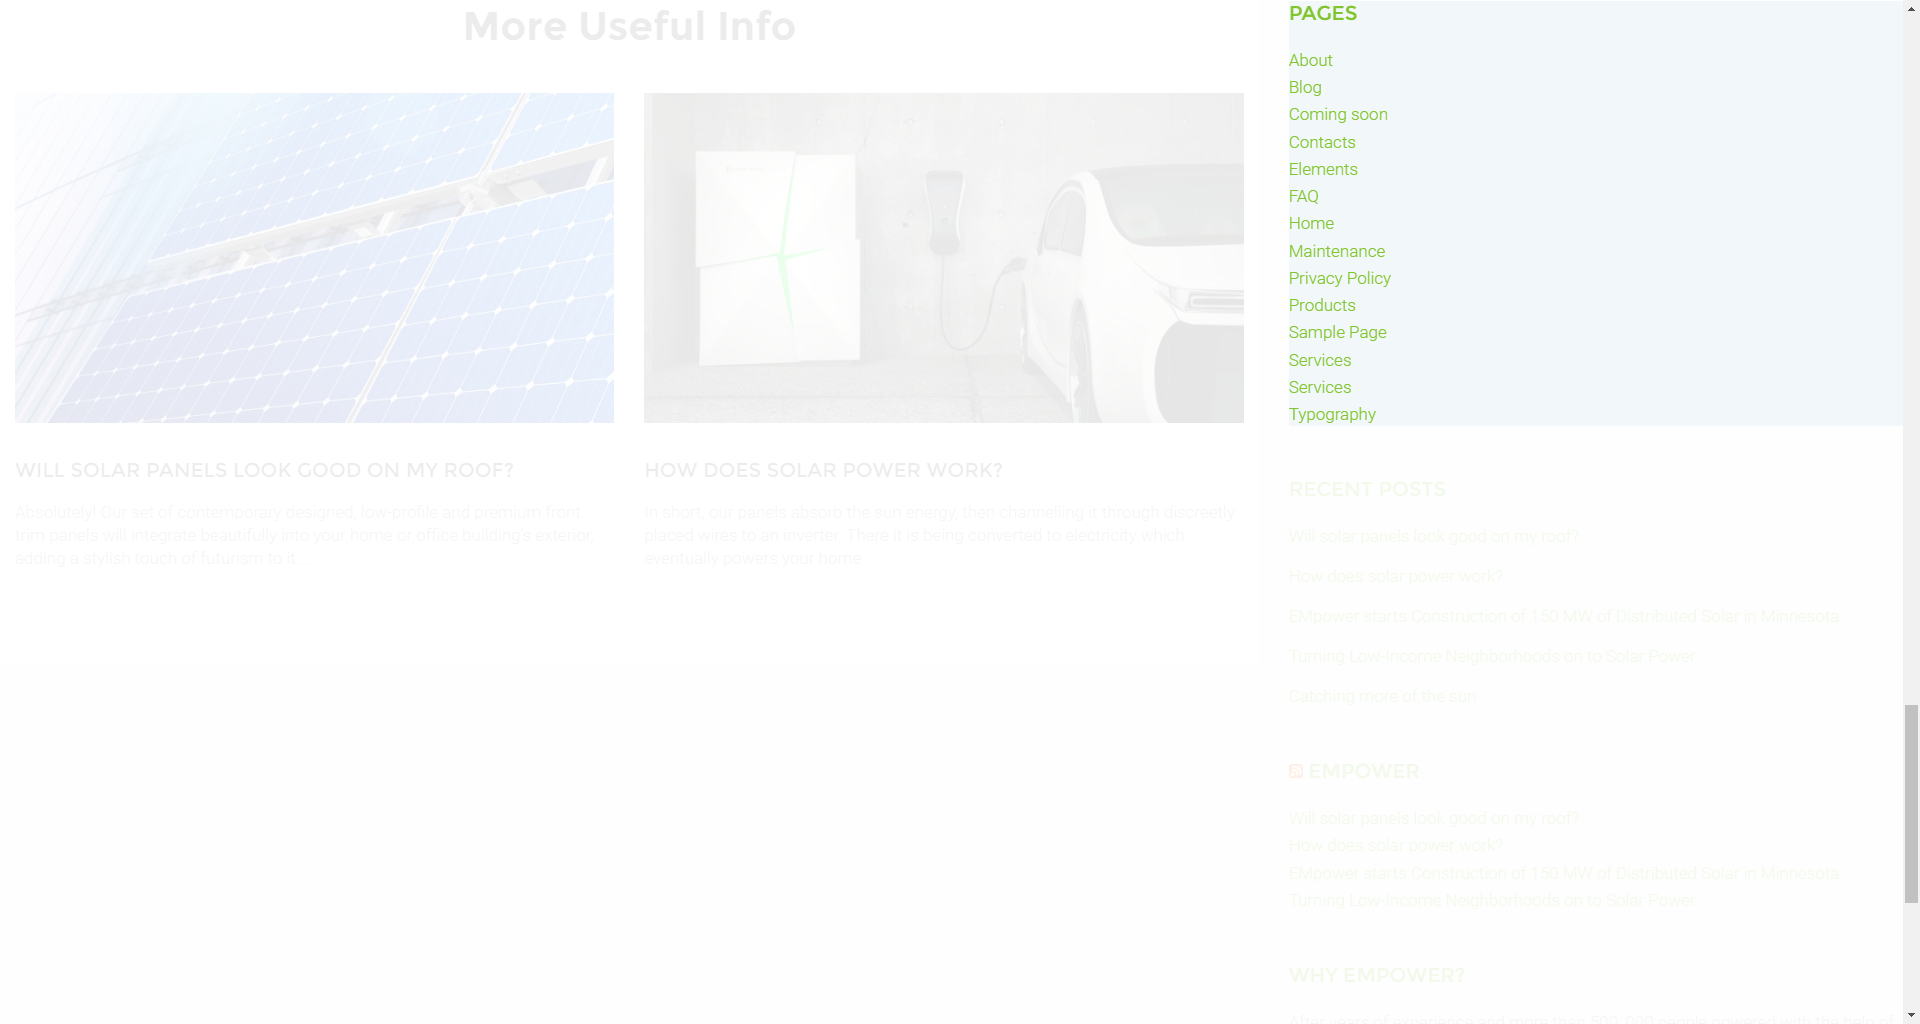 More Useful Info
WILL SOLAR PANELS LOOK GOOD ON MY ROOF?
Absolutely! Our set of contemporary designed, low-profile and premium front
trim panels will integrate beautifully into your home or office building's exterior,
adding a stylish touch of futurism to it...
HOW DOES SOLAR POWER WORK?
In short, our panels absorb the sun energy, then channelling it through discreetly
placed wires to an inverter. There it is being converted to electricity which
eventually powers your home.
PAGES
About
Blog
Coming soon
Contacts
Elements
FAQ
Home
Maintenance
Privacy Policy
Products
Sample Page
Services
Services
Typography
RECENT POSTS
Will solar panels look good on my roof?
How does solar power work?
EMpower starts Construction of 150 MW of Distributed Solar in Minnesota
Turning Low-Income Neighborhoods on to Solar Power
Catching more of the sun
EMPOWER
Will solar panels look good on my roof?
How does solar power work?
EMpower starts Construction of 150 MW of Distributed Solar in Minnesota
Turning Low-Income Neighborhoods on to Solar Power
WHY EMPOWER?
After years of experience and more than 500, 000 people powered with the help of